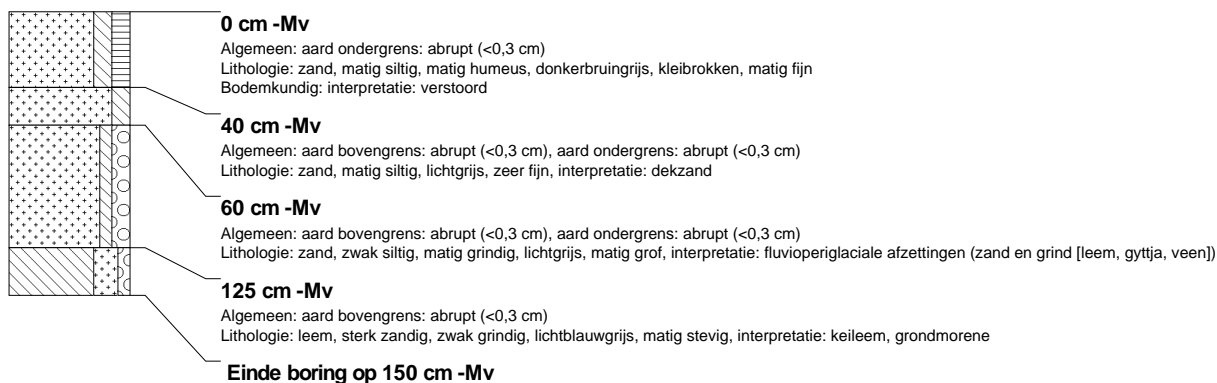 0 cm -Mv
Algemeen: aard ondergrens: abrupt (<0,3 cm)
Lithologie: zand, matig siltig, matig humeus, donkerbruingrijs, kleibrokken, matig fijn
Bodemkundig: interpretatie: verstoord
40 cm -Mv
Algemeen: aard bovengrens: abrupt (<0,3 cm), aard ondergrens: abrupt (<0,3 cm)
Lithologie: zand, matig siltig, lichtgrijs, zeer fijn, interpretatie: dekzand
60 cm -Mv
Algemeen: aard bovengrens: abrupt (<0,3 cm), aard ondergrens: abrupt (<0,3 cm)
Lithologie: zand, zwak siltig, matig grindig, lichtgrijs, matig grof, interpretatie: fluvioperiglaciale afzettingen (zand en grind [leem, gyttja, veen])
125 cm -Mv
Algemeen: aard bovengrens: abrupt (<0,3 cm)
Lithologie: leem, sterk zandig, zwak grindig, lichtblauwgrijs, matig stevig, interpretatie: keileem, grondmorene
Einde boring op 150 cm -Mv